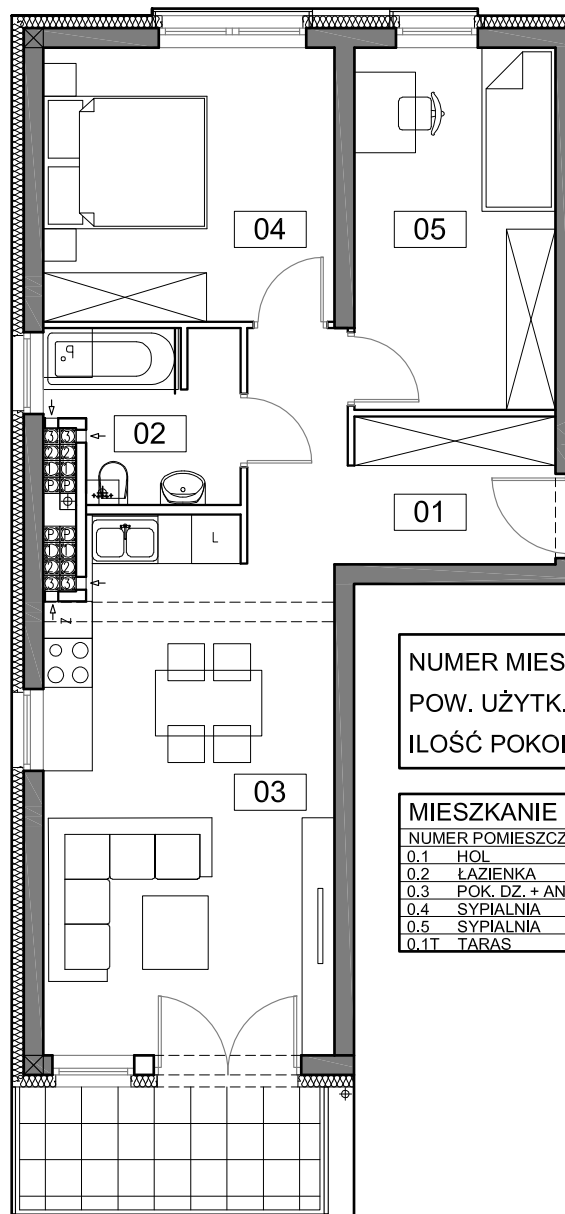 04
05
02
01
L
Z
03
NUMER MIES
POW. UŻYTK.
ILOŚĆ POKOI
MIESZKANIE
NUMER POMIESZCZ
0.1 HOL
0.2 ŁAZIENKA
0.3 POK. DZ. + AN
0.4 SYPIALNIA
0.5 SYPIALNIA
0.1T TARAS